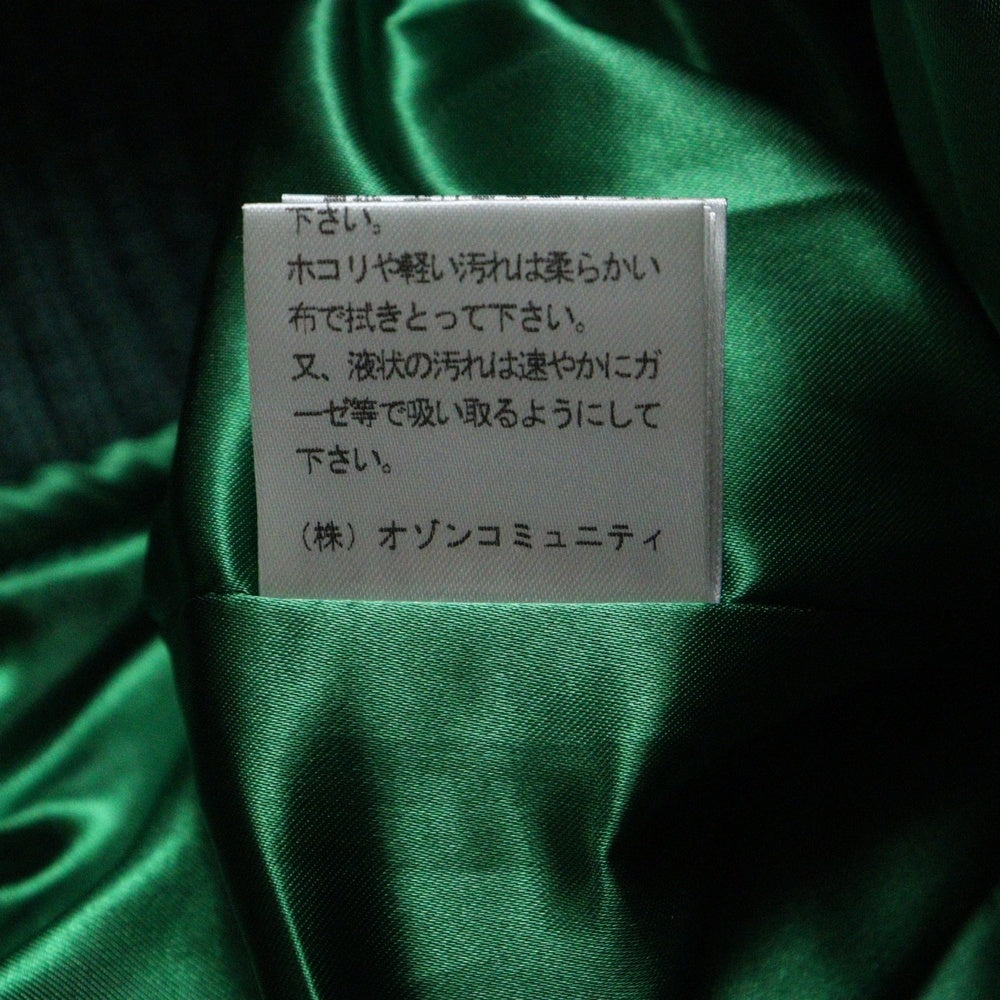 下さい。
ホコリや軽い汚れは柔らかい
布で拭きとって下さい。
又、液状の汚れは速やかにガ
ーゼ等で吸い取るようにして
下さい。
（株）オゾンコミュニティ